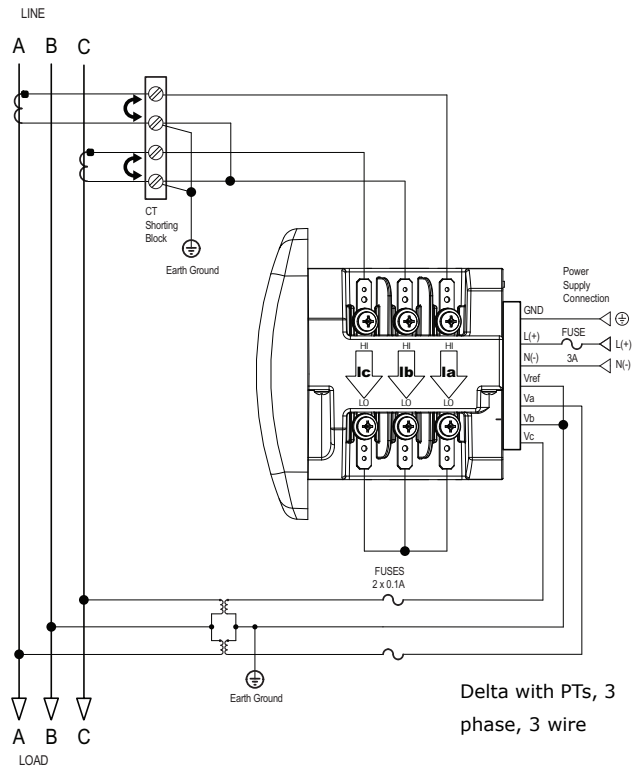 LINE
A B C
CT
Shorting
Block
Earth Ground
Power
Supply
Connection
GND
L(+)
FUSE
L(+)
N(-)
3A
N(-)
Vref
Va
Vb
Vc
HI HI HI
Ic Ib Ia
LO LO LO
FUSES
2 x 0.1A
Earth Ground
Delta with PTs, 3
phase, 3 wire
A B C
LOAD